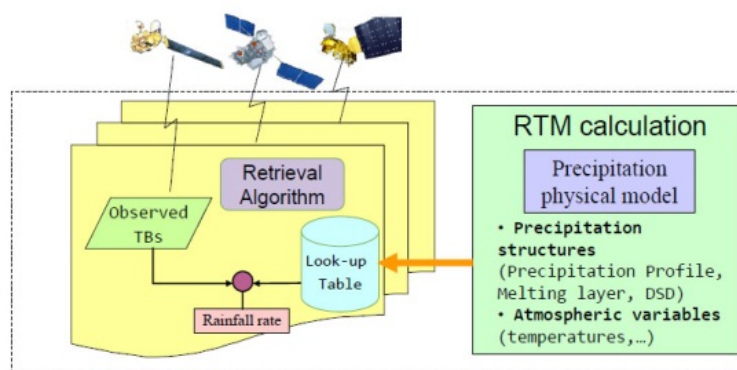 RTM calculation
Precipitation
physical model
• Precipitation
structures
(Precipitation Profile,
Melting layer, DSD)
• Atmospheric variables
(temperatures,…)
Retrieval
Algorithm
Observed
TBs
Look-up
Table
Rainfall rate